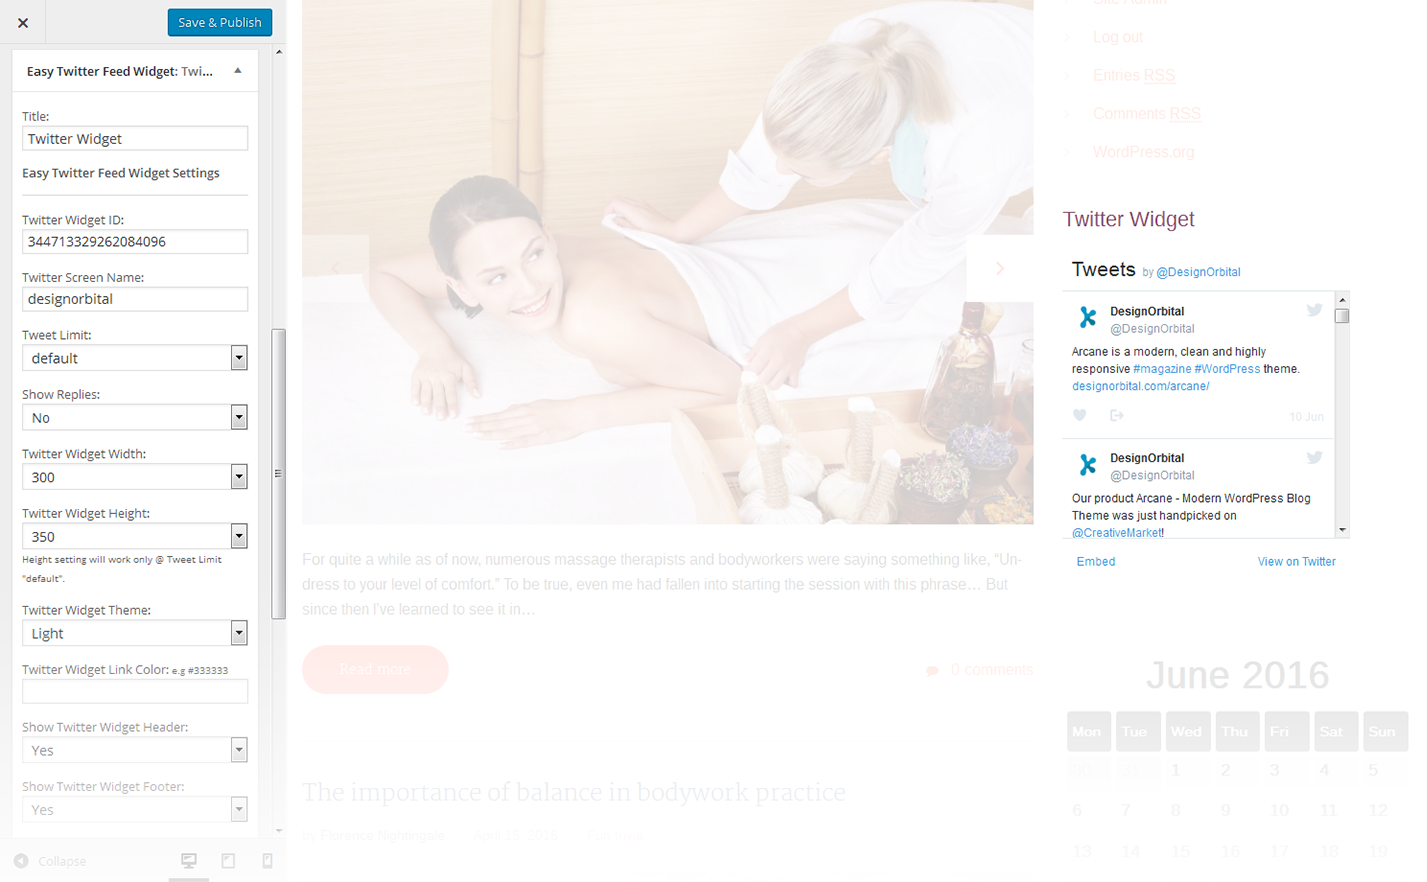 Save & Publish
Easy Twitter Feed Widget: Twi...
Title:
Twitter Widget
Easy Twitter Feed Widget Settings
Twitter Widget ID:
344713329262084096
Twitter Screen Name:
designorbital
Tweet Limit:
default
Show Replies:
No
Twitter Widget Width:
300
Twitter Widget Height:
350
Height setting will work only @ Tweet Limit
"default".
Twitter Widget Theme:
Light
Twitter Widget Link Color: e.g #333333
Show Twitter Widget Header:
Yes
Show Twitter Widget Footer:
Yes
Collapse
For quite a while as of now, numerous massage therapists and bodyworkers were saying something like, “Un-
dress to your level of comfort.” To be true, even me had fallen into starting the session with this phrase… But
since then I’ve learned to see it in…
Read more
0 comments
The importance of balance in bodywork practice
by Florence Nightingale
Site Admin
Log out
Entries RSS
Comments RSS
WordPress.org
Twitter Widget
Tweets by @DesignOrbital
DesignOrbital
@DesignOrbital
Arcane is a modern, clean and highly
responsive #magazine #WordPress theme.
designorbital.com/arcane/
10 Jun
DesignOrbital
@DesignOrbital
Our product Arcane - Modern WordPress Blog
Theme was just handpicked on
@CreativeMarket!
Embed View on Twitter
June 2016
Mon Tue Wed Thu Fri Sat Sun
1 2 3 4 5
6 7 8 9 10 11 12
13 14 15 16 17 18 19